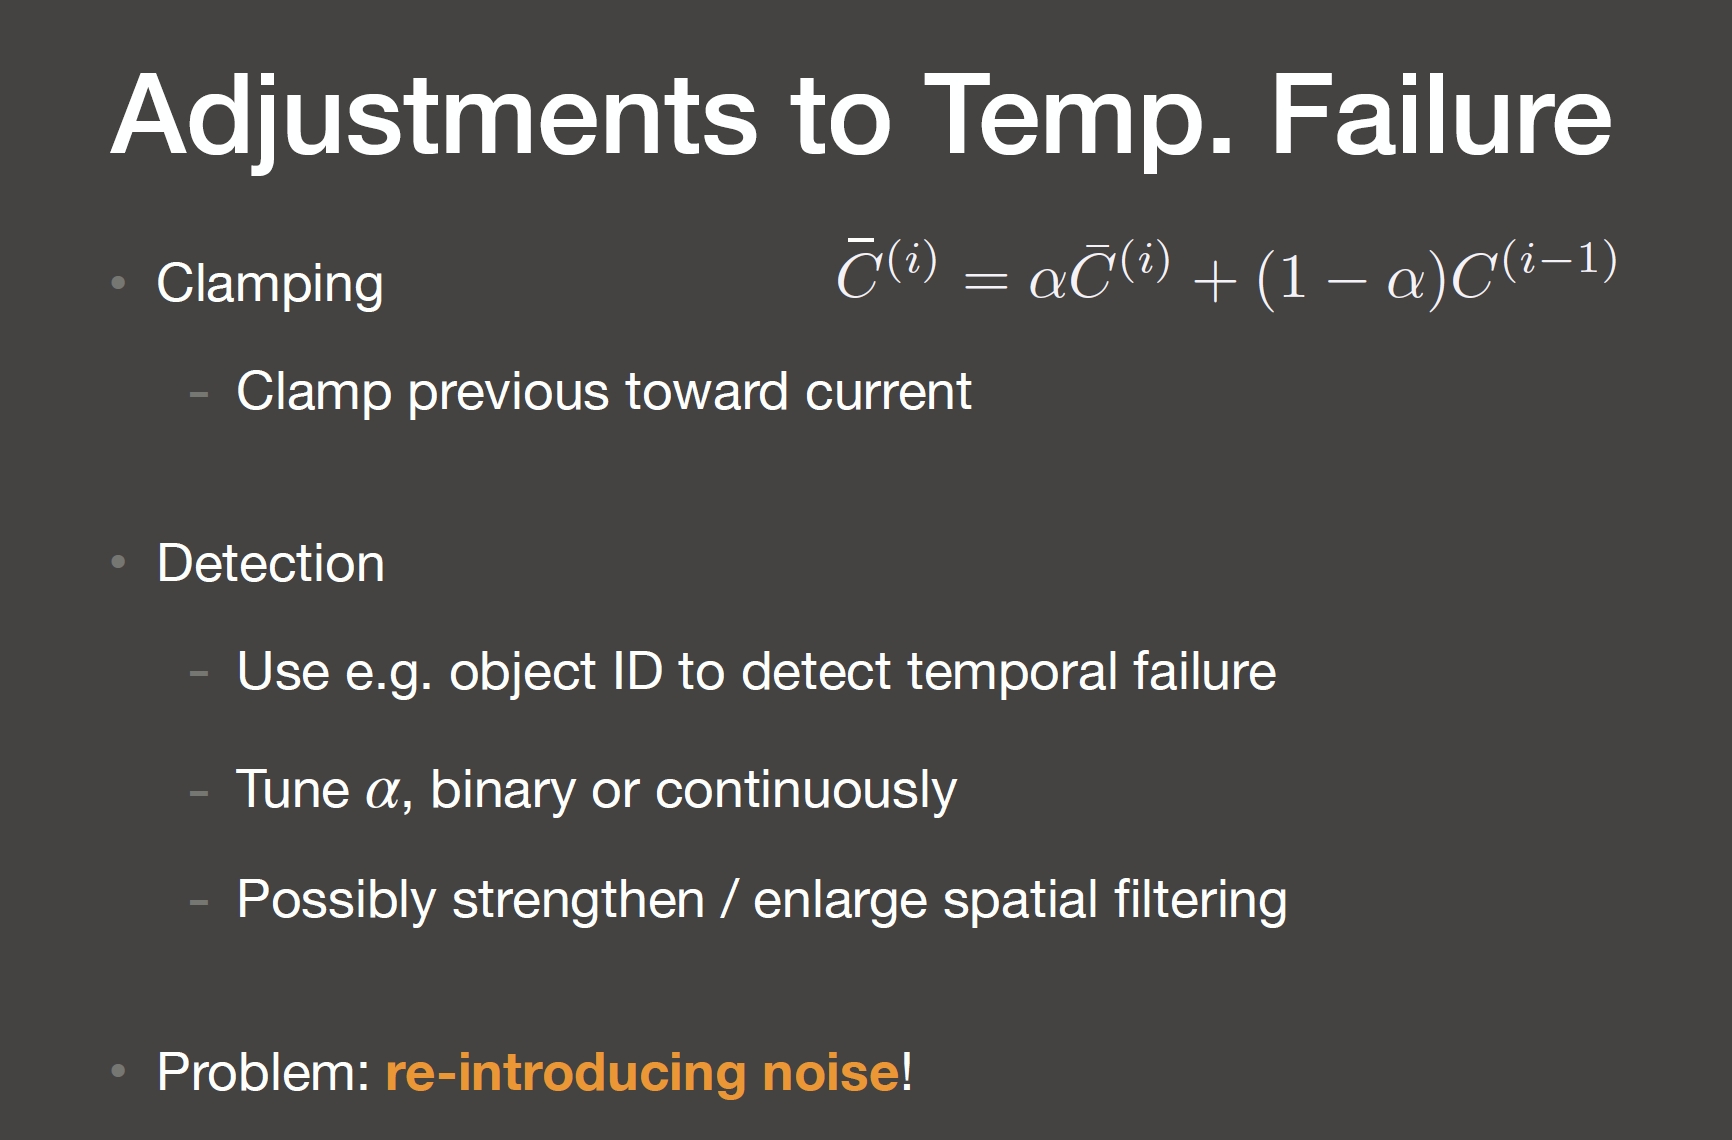 Adjustments to Temp. Failure
• Clamping
$\bar{C}^{(i)} = \alpha \bar{C}^{(i)} + (1 - \alpha) C^{(i-1)}$
- Clamp previous toward current
• Detection
- Use e.g. object ID to detect temporal failure
- Tune α, binary or continuously
- Possibly strengthen / enlarge spatial filtering
• Problem: re-introducing noise!